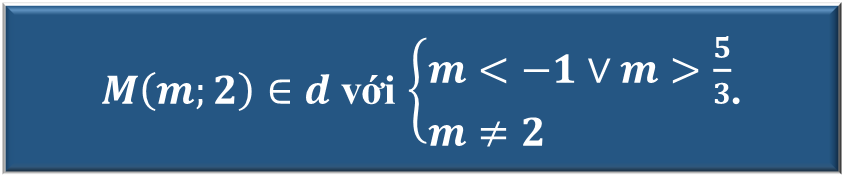 M(m; 2) ∈ d với { m < −1 ∨ m > 5/3.
m ≠ 2